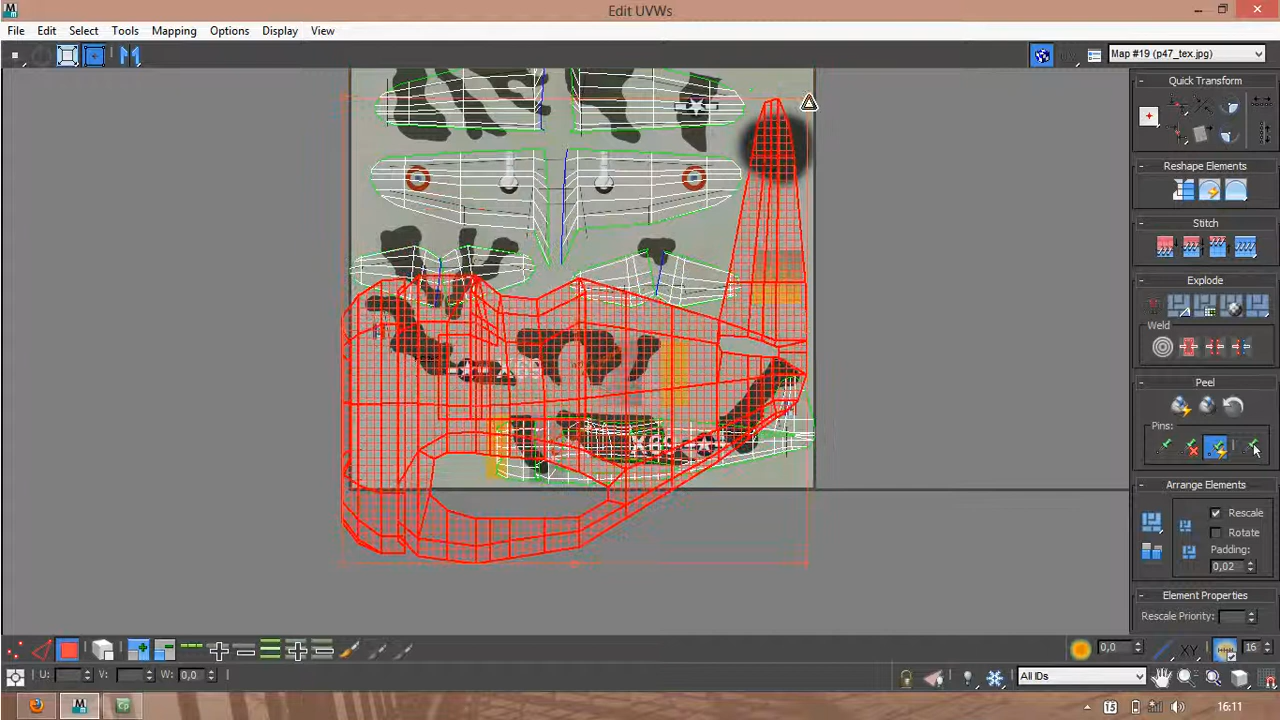 Edit UVWs
File Edit Select Tools Mapping Options Display View
Map #19 (p47_tex.jpg)
Quick Transform
Reshape Elements
Stitch
Explode
Weld
Peel
Pins:
Arrange Elements
Rescale
Rotate
Padding:
0,02
Element Properties
Rescale Priority:
0,0
XY
16
U: V: W: 0,0
All IDs
15
16:11